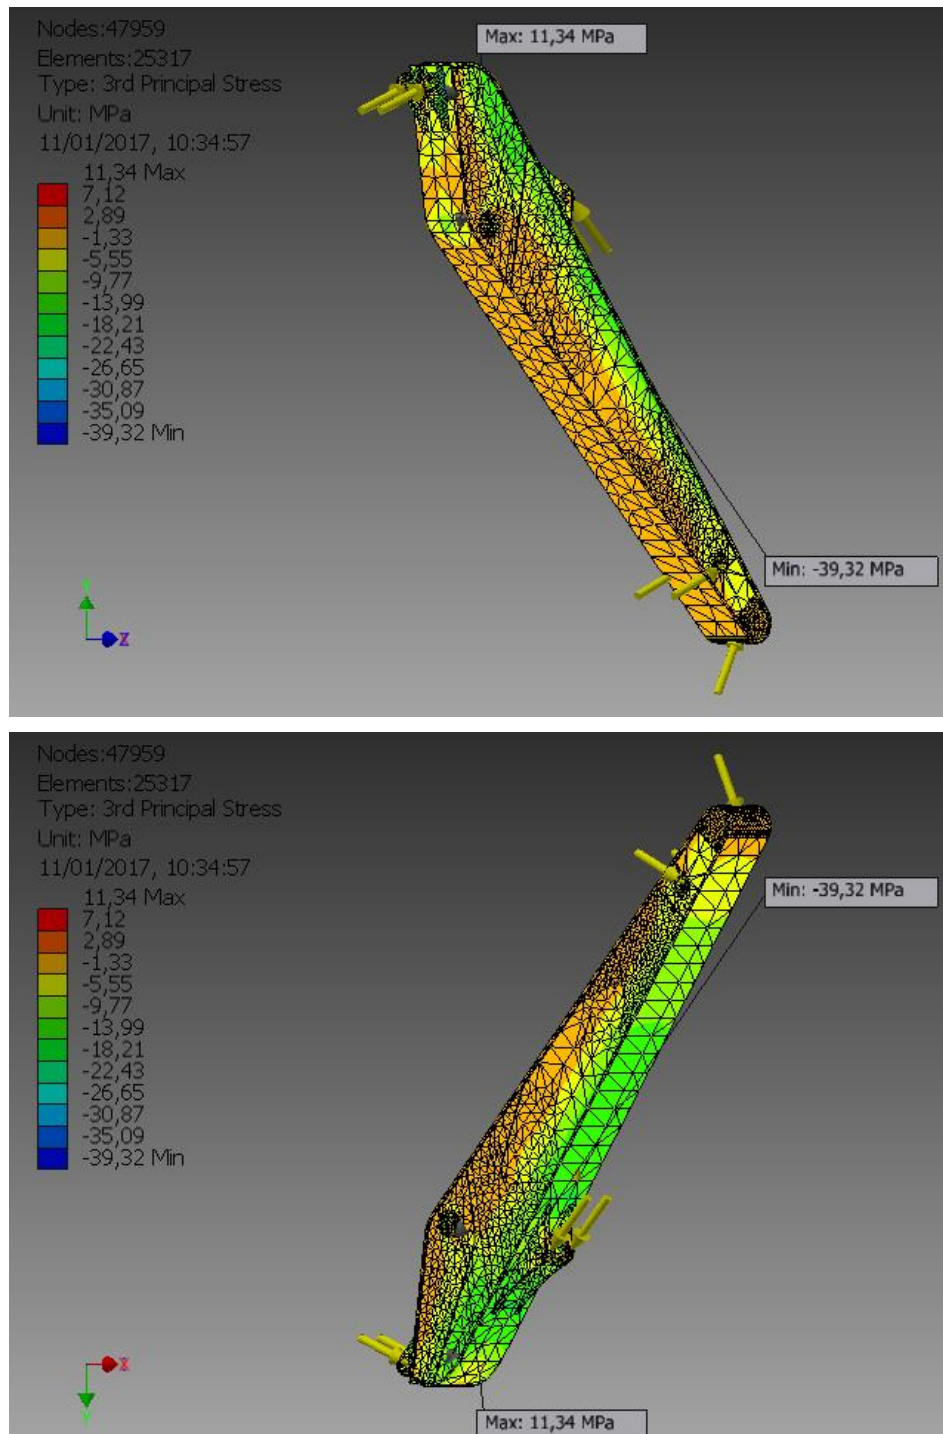 Nodes:47959
Max: 11,34 MPa
Elements:25317
Type: 3rd Principal Stress
Unit: MPa
11/01/2017, 10:34:57
11,34 Max
7,12
2,89
-1,33
-5,55
-9,77
-13,99
-18,21
-22,43
-26,65
-30,87
-35,09
-39,32 Min
Min: -39,32 MPa
Y
Z
Nodes:47959
Elements:25317
Type: 3rd Principal Stress
Unit: MPa
11/01/2017, 10:34:57
11,34 Max
7,12
2,89
-1,33
-5,55
-9,77
-13,99
-18,21
-22,43
-26,65
-30,87
-35,09
-39,32 Min
Min: -39,32 MPa
X
Y
Max: 11,34 MPa